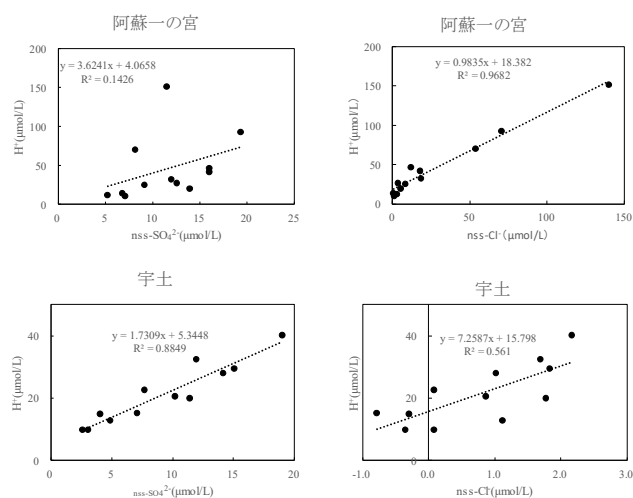 阿蘇一の宮
200
150
100
50
0
H⁺(μmol/L)
y = 3.6241x + 4.0658
R² = 0.1426
0 5 10 15 20 25
nss-SO₄²⁻(μmol/L)
阿蘇一の宮
200
150
100
50
0
H⁺(μmol/L)
y = 0.9835x + 18.382
R² = 0.9682
0 50 100 150
nss-Cl⁻(μmol/L)
宇土
40
20
0
H⁺(μmol/L)
y = 1.7309x + 5.3448
R² = 0.8849
0 5 10 15 20
nss-SO4²⁻(μmol/L)
宇土
40
20
0
H⁺(μmol/L)
y = 7.2587x + 15.798
R² = 0.561
-1.0 0.0 1.0 2.0 3.0
nss-Cl⁻(μmol/L)